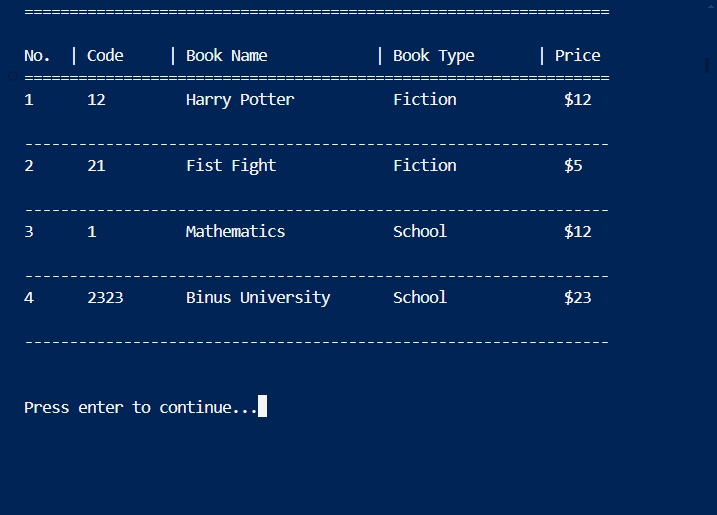 =================================================================
No.  | Code     | Book Name            | Book Type       | Price
=================================================================
1      12         Harry Potter           Fiction            $12
-----------------------------------------------------------------
2      21         Fist Fight             Fiction            $5
-----------------------------------------------------------------
3      1          Mathematics            School             $12
-----------------------------------------------------------------
4      2323       Binus University       School             $23
-----------------------------------------------------------------
Press enter to continue...